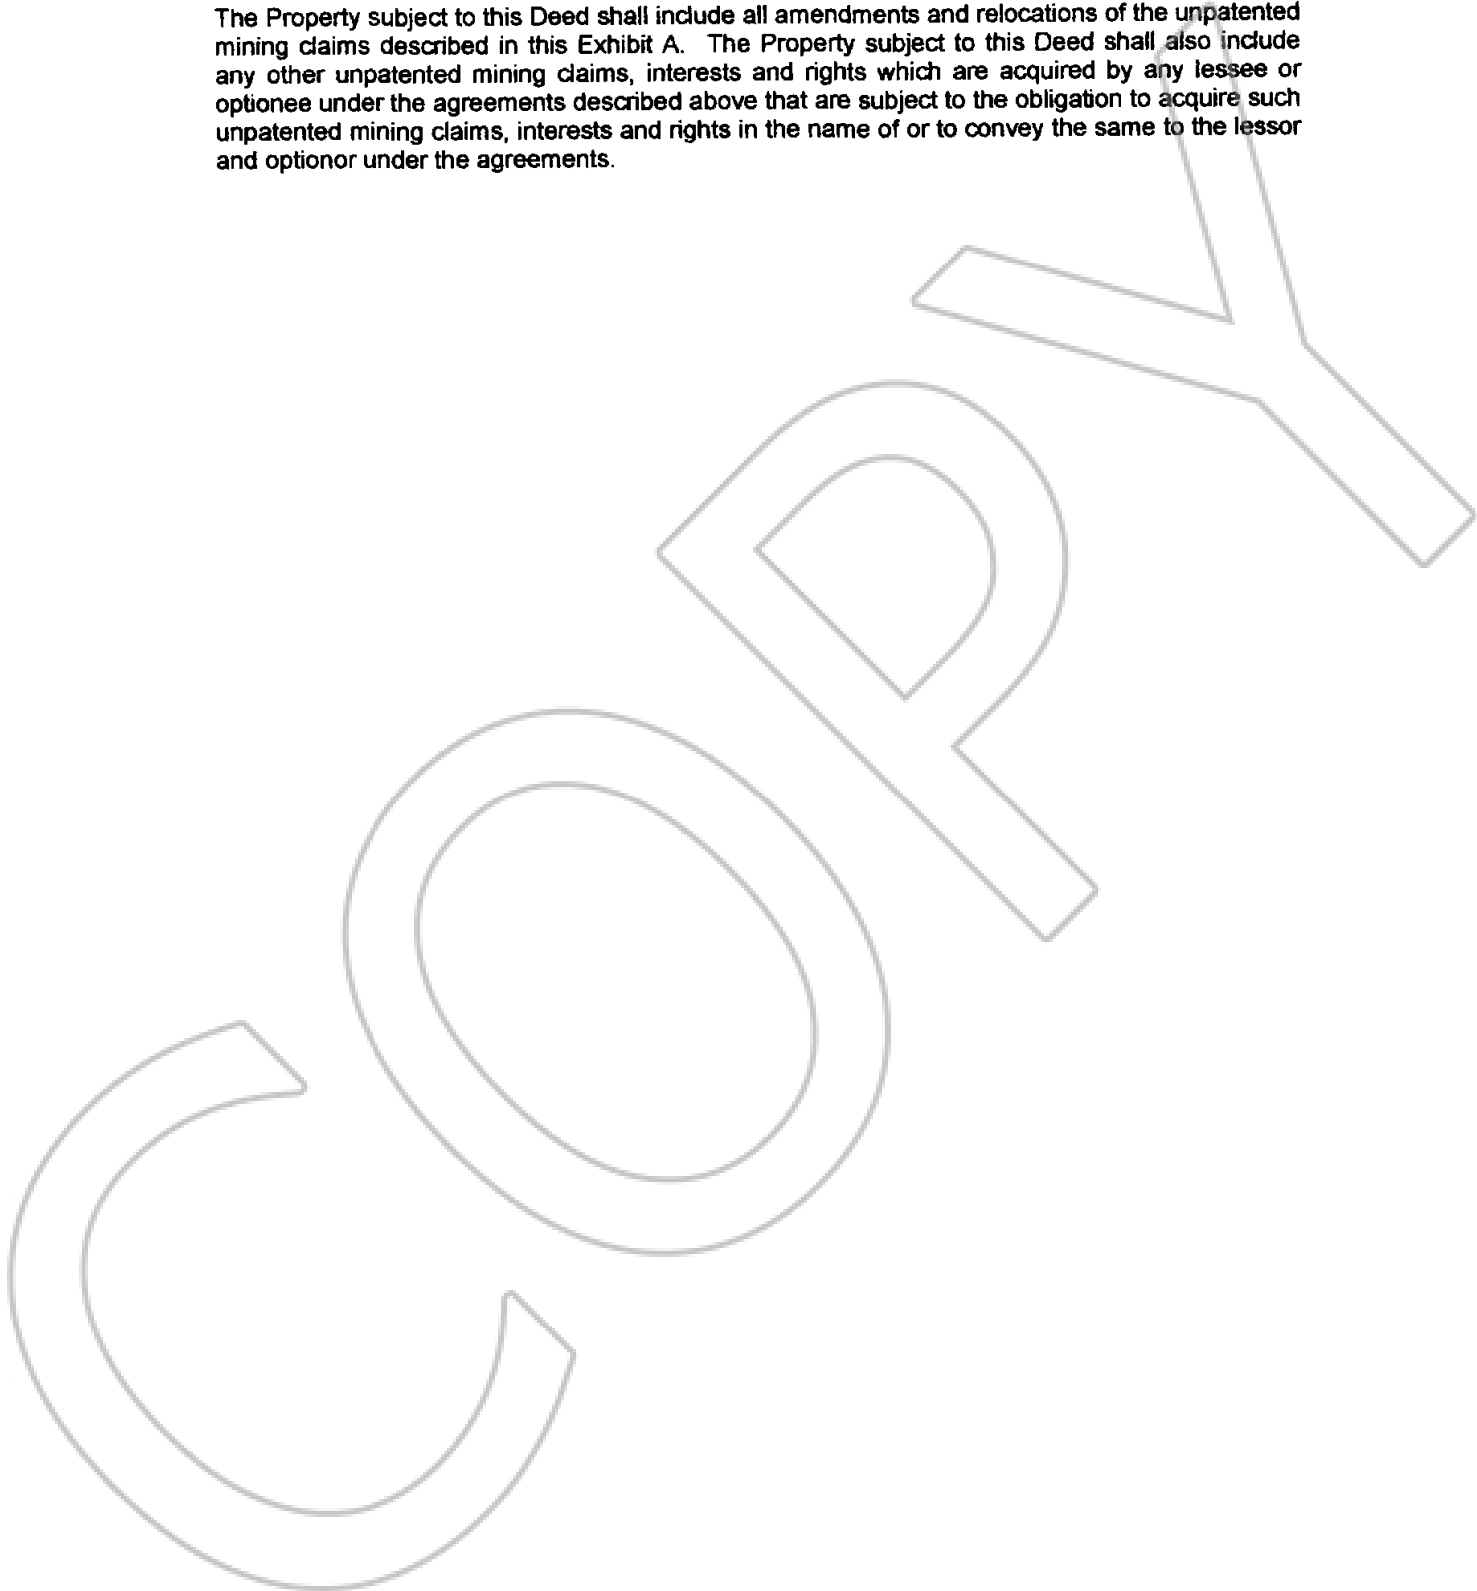 The Property subject to this Deed shall include all amendments and relocations of the unpatented
mining claims described in this Exhibit A. The Property subject to this Deed shall also include
any other unpatented mining claims, interests and rights which are acquired by any lessee or
optionee under the agreements described above that are subject to the obligation to acquire such
unpatented mining claims, interests and rights in the name of or to convey the same to the lessor
and optionor under the agreements.
COPY